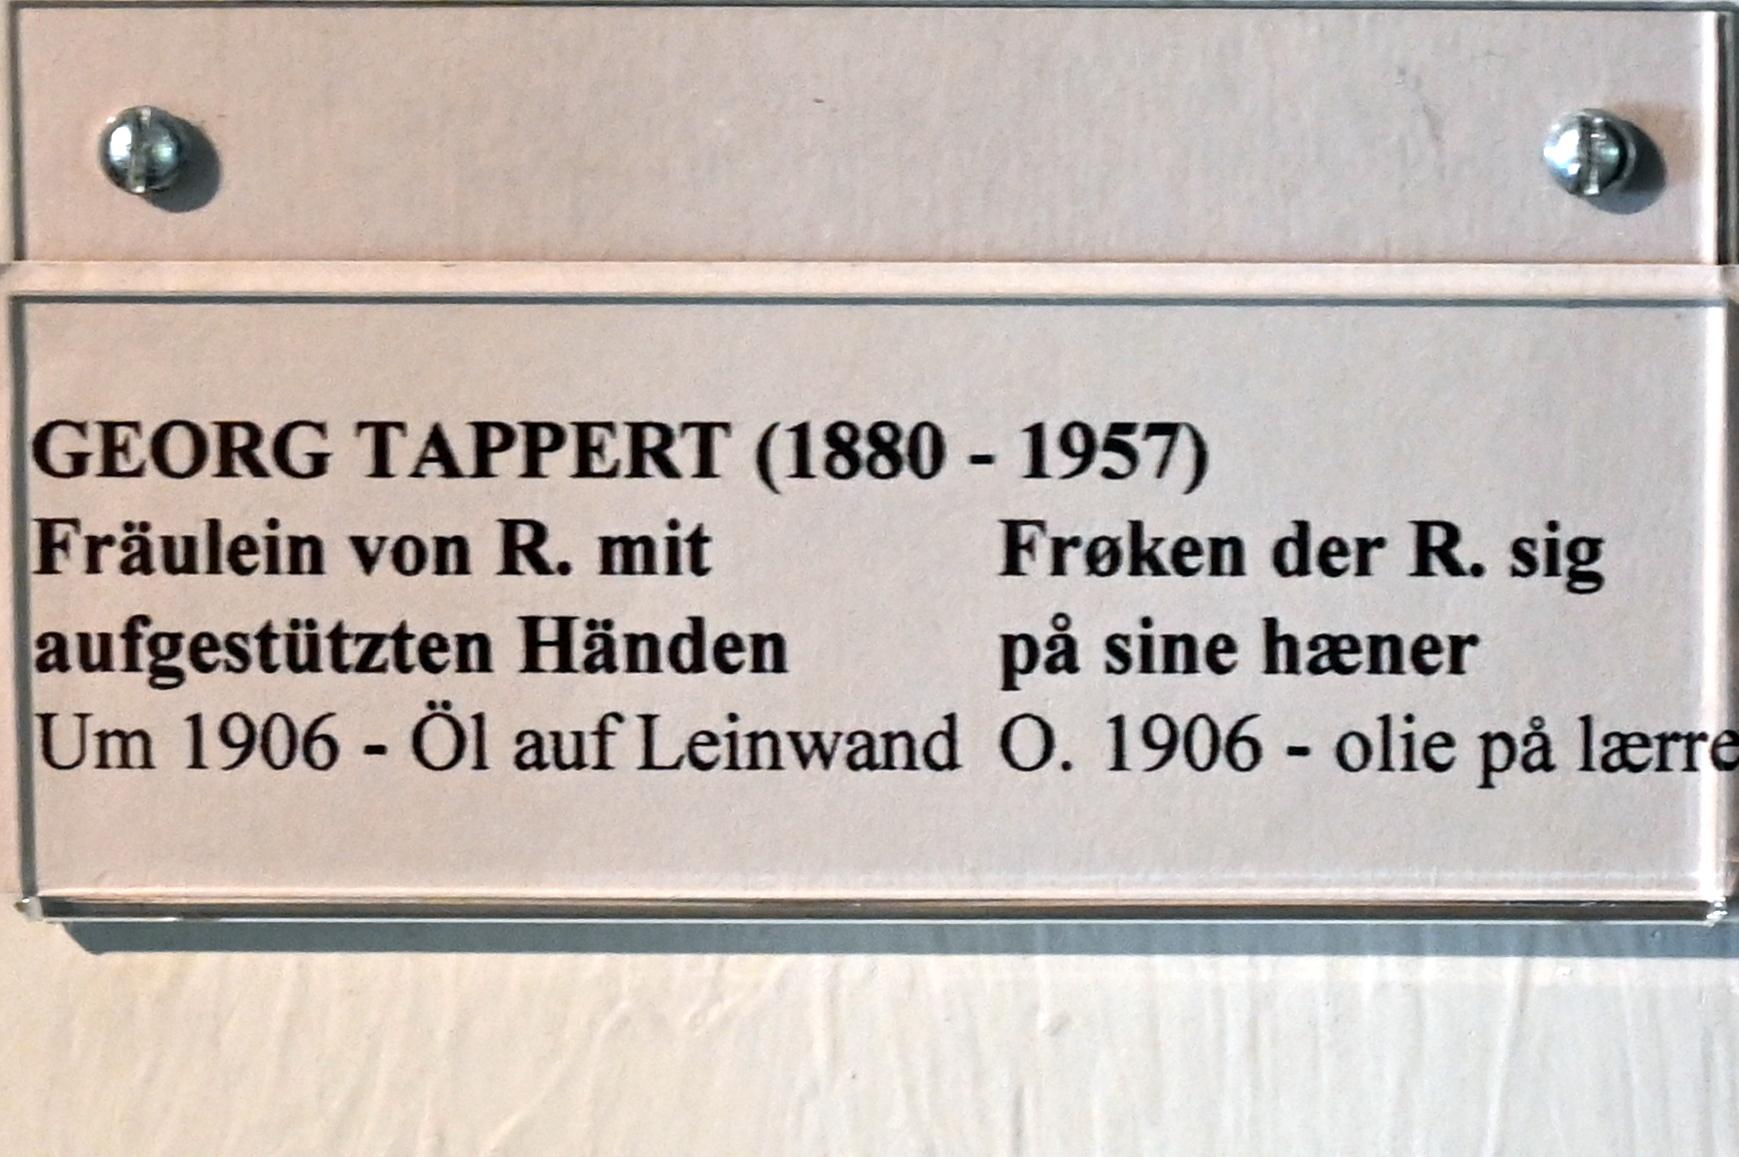 GEORG TAPPERT (1880 - 1957)
Fräulein von R. mit
aufgestützten Händen
Um 1906 - Öl auf Leinwand
Frøken der R. sig
på sine hæner
O. 1906 - olie på lærre